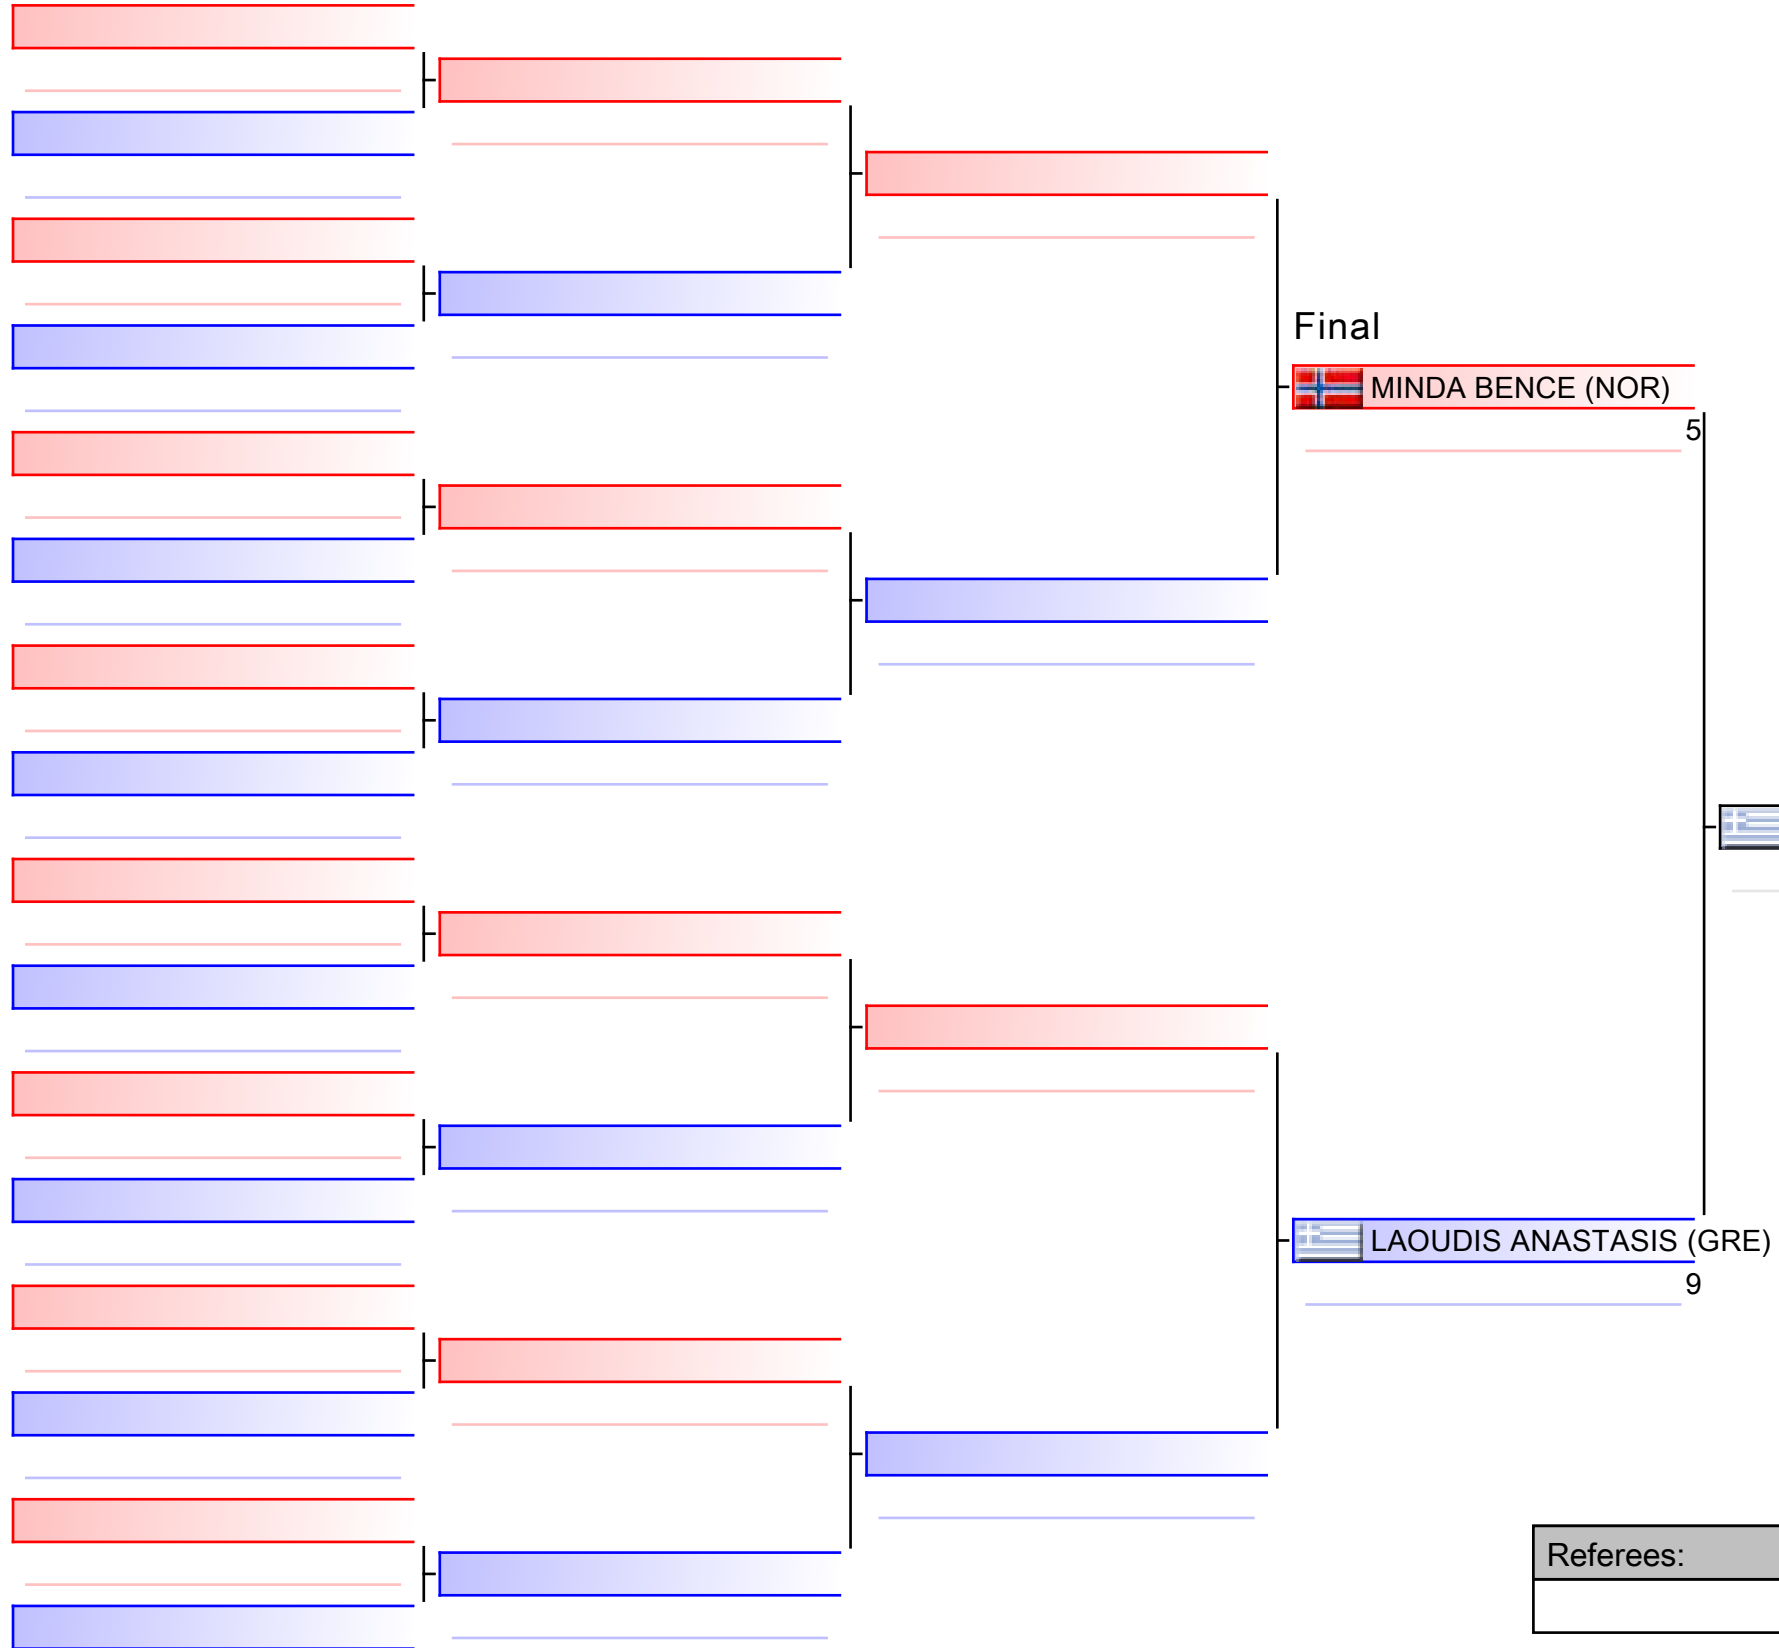 Final
MINDA BENCE (NOR)
5
LAOUDIS ANASTASIS (GRE)
9
Referees: